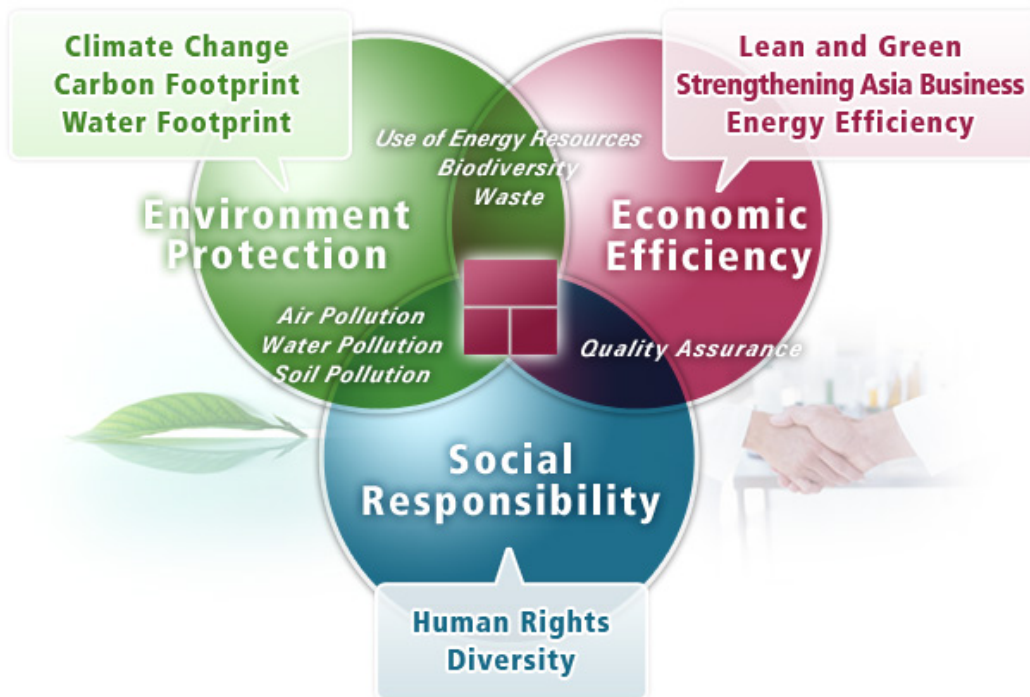 Climate Change
Carbon Footprint
Water Footprint
Lean and Green
Strengthening Asia Business
Energy Efficiency
Use of Energy Resources
Biodiversity
Waste
Environment
Protection
Economic
Efficiency
Air Pollution
Water Pollution
Soil Pollution
Quality Assurance
Social
Responsibility
Human Rights
Diversity